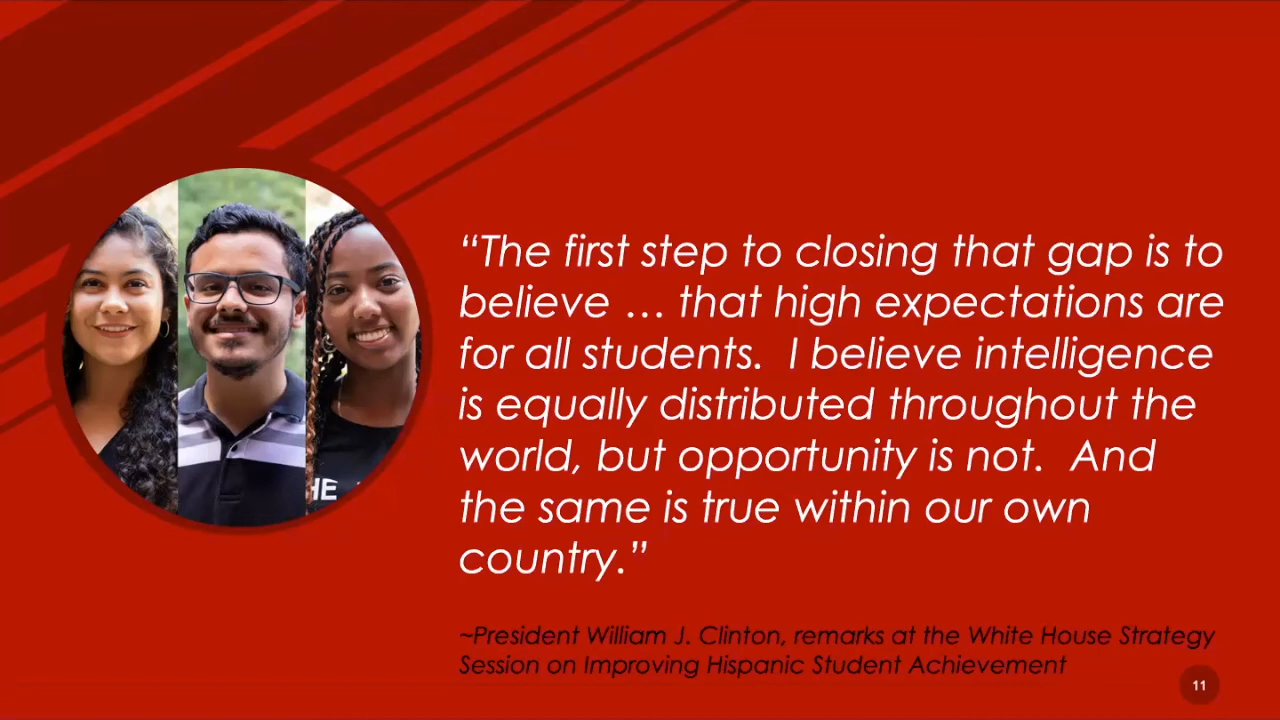 “The first step to closing that gap is to
believe … that high expectations are
for all students.  I believe intelligence
is equally distributed throughout the
world, but opportunity is not.  And
the same is true within our own
country.”
~President William J. Clinton, remarks at the White House Strategy
Session on Improving Hispanic Student Achievement
11
HE